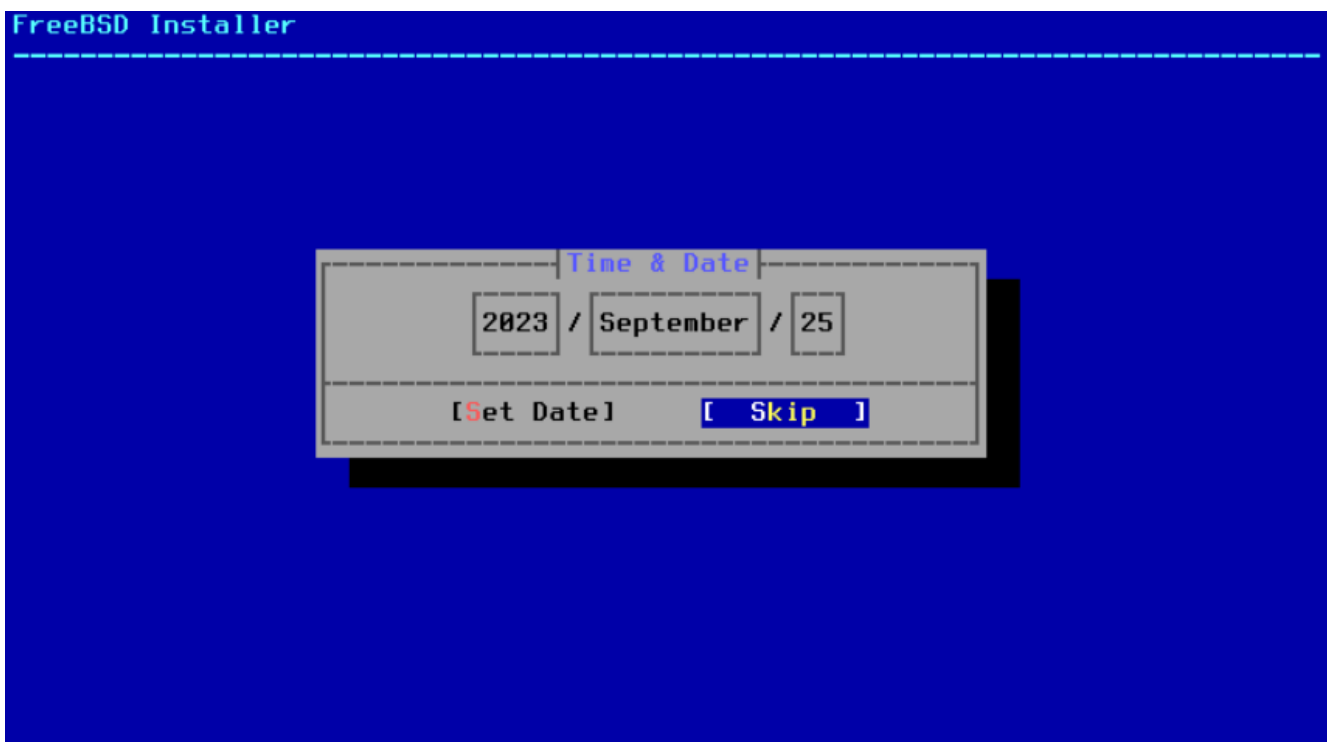 FreeBSD Installer
Time & Date
2023 / September / 25
[Set Date] [ Skip ]